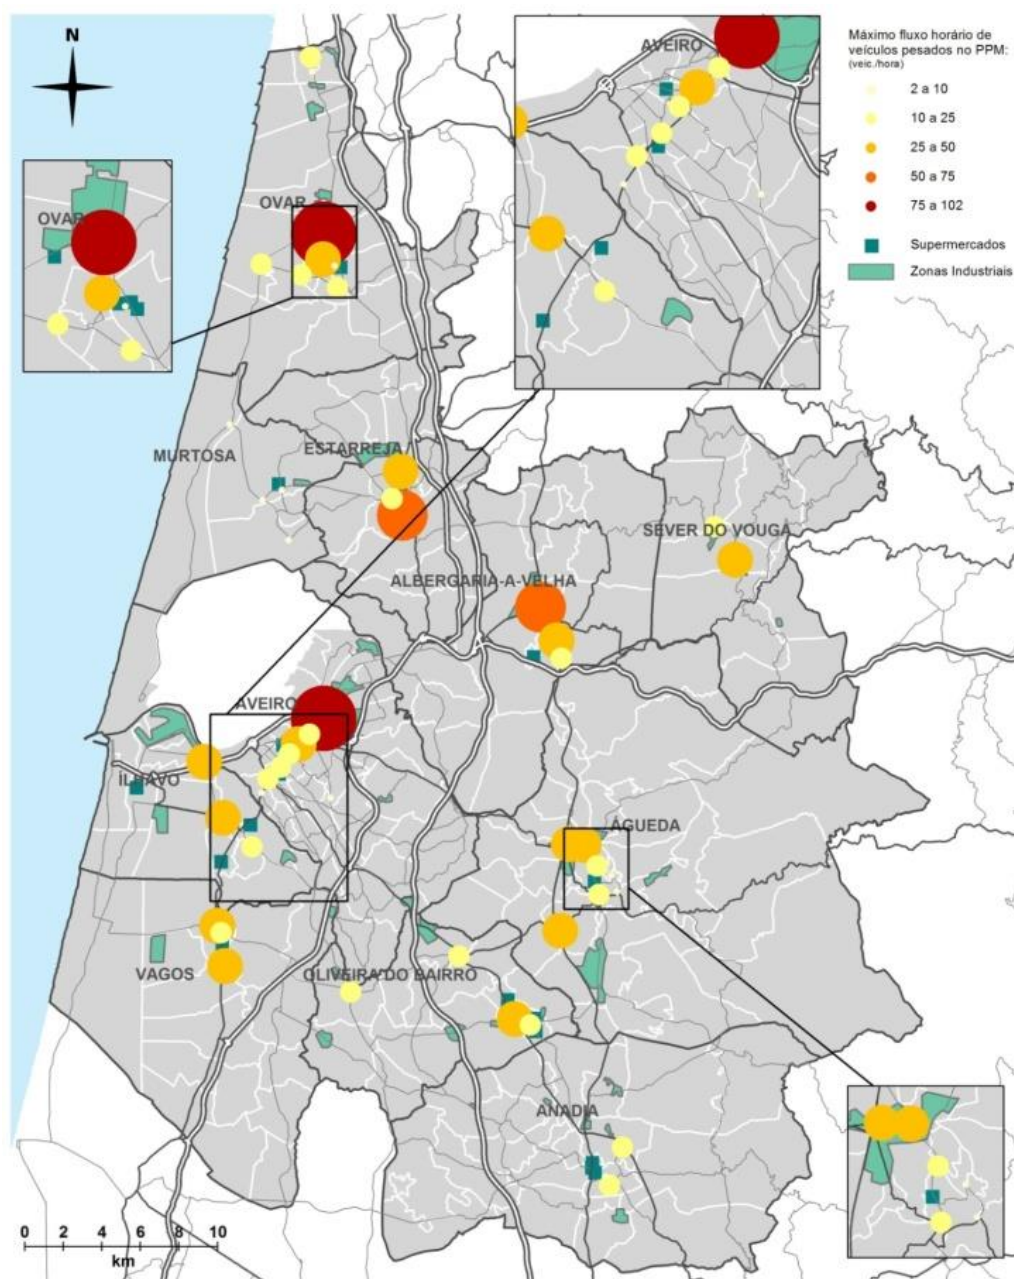 N
OVAR
AVEIRO
Máximo fluxo horário de
veículos pesados no PPM:
(veic./hora)
2 a 10
10 a 25
25 a 50
50 a 75
75 a 102
Supermercados
Zonas Industriais
OVAR
MURTOSA
ESTARREJA
SEVER DO VOUGA
ALBERGARIA-A-VELHA
AVEIRO
ÍLHAVO
ÁGUEDA
VAGOS
OLIVEIRA DO BAIRRO
ANADIA
0 2 4 6 8 10
km